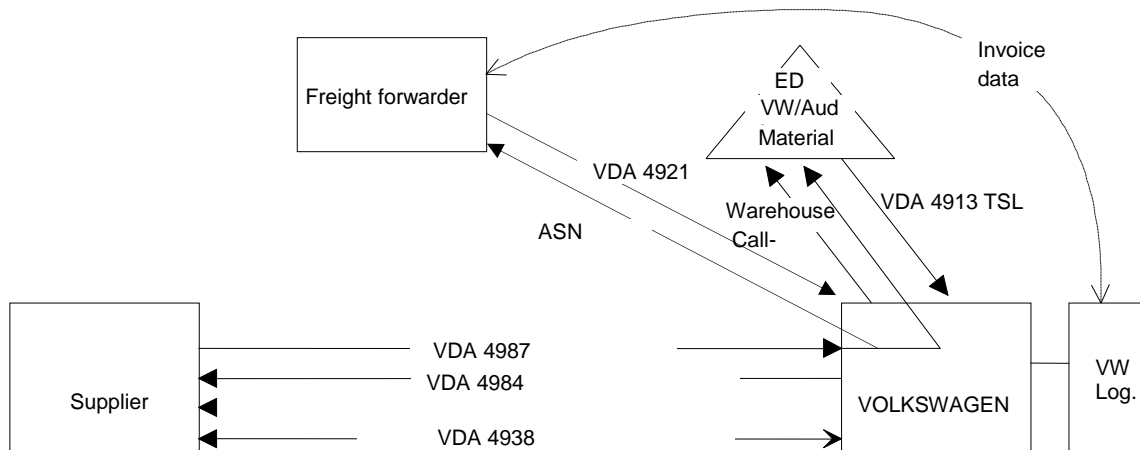 Invoice
data
ED
VW/Aud
Material
Freight forwarder
VDA 4921
VDA 4913 TSL
Warehouse
Call-
ASN
VDA 4987
VDA 4984
VDA 4938
Supplier
VOLKSWAGEN
VW
Log.